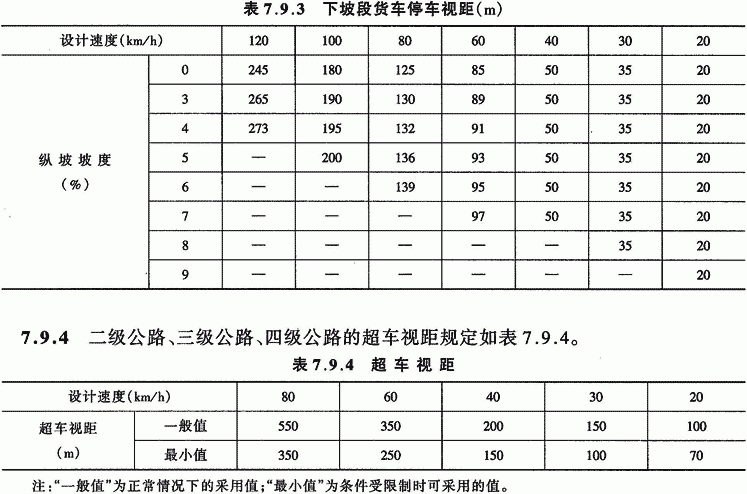 表 7.9.3 下坡段货车停车视距(m)
设计速度(km/h) 120 100 80 60 40 30 20
0 245 180 125 85 50 35 20
3 265 190 130 89 50 35 20
4 273 195 132 91 50 35 20
纵坡坡度 5 — 200 136 93 50 35 20
(%) 6 — — 139 95 50 35 20
7 — — — 97 50 35 20
8 — — — — — 35 20
9 — — — — — — 20
7.9.4 二级公路、三级公路、四级公路的超车视距规定如表 7.9.4。
表 7.9.4 超车视距
设计速度(km/h) 80 60 40 30 20
超车视距 一般值 550 350 200 150 100
(m) 最小值 350 250 150 100 70
注:“一般值”为正常情况下的采用值;“最小值”为条件受限制时可采用的值。